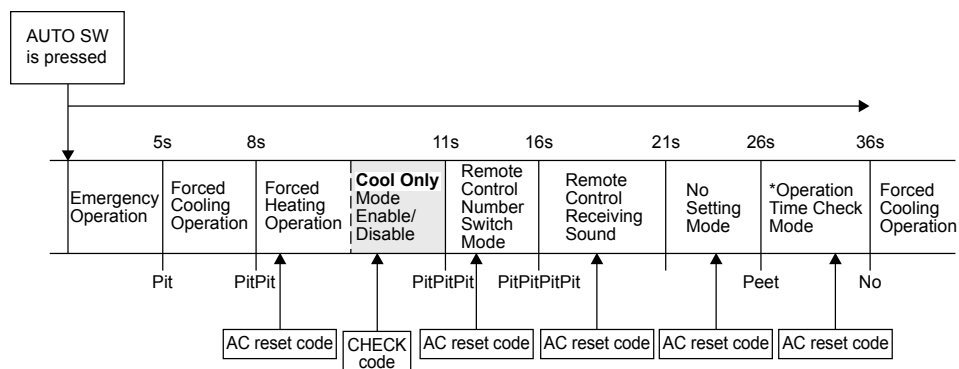 AUTO SW
is pressed
5s
8s
11s
16s
21s
26s
36s
Emergency
Operation
Forced
Cooling
Operation
Forced
Heating
Operation
Cool Only
Mode
Enable/
Disable
Remote
Control
Number
Switch
Mode
Remote
Control
Receiving
Sound
No
Setting
Mode
*Operation
Time Check
Mode
Forced
Cooling
Operation
Pit
PitPit
PitPitPit
PitPitPitPit
Peet
No
AC reset code
CHECK
code
AC reset code
AC reset code
AC reset code
AC reset code